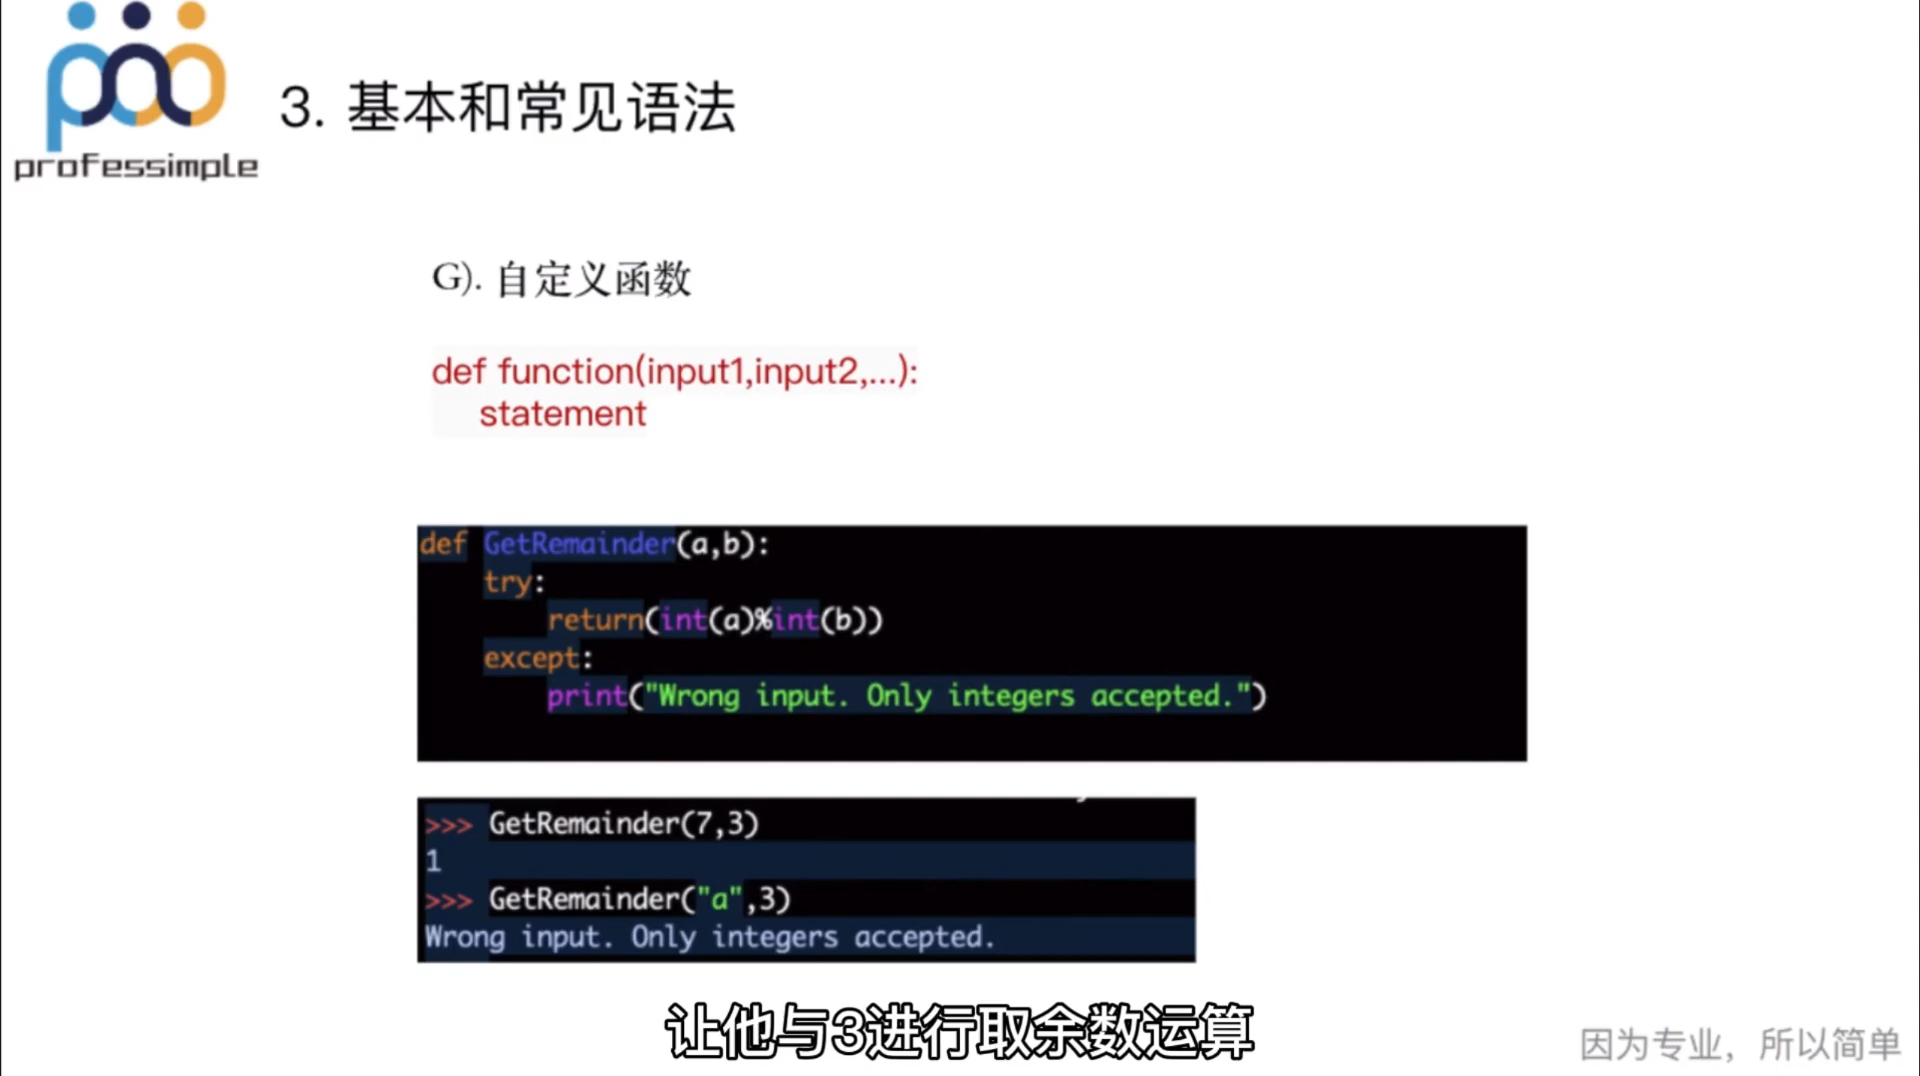 professimple
3. 基本和常见语法
G). 自定义函数
def function(input1,input2,...):
statement
def GetRemainder(a,b):
try:
return(int(a)%int(b))
except:
print("Wrong input. Only integers accepted.")
>>> GetRemainder(7,3)
1
>>> GetRemainder("a",3)
Wrong input. Only integers accepted.
让他与3进行取余数运算
因为专业，所以简单